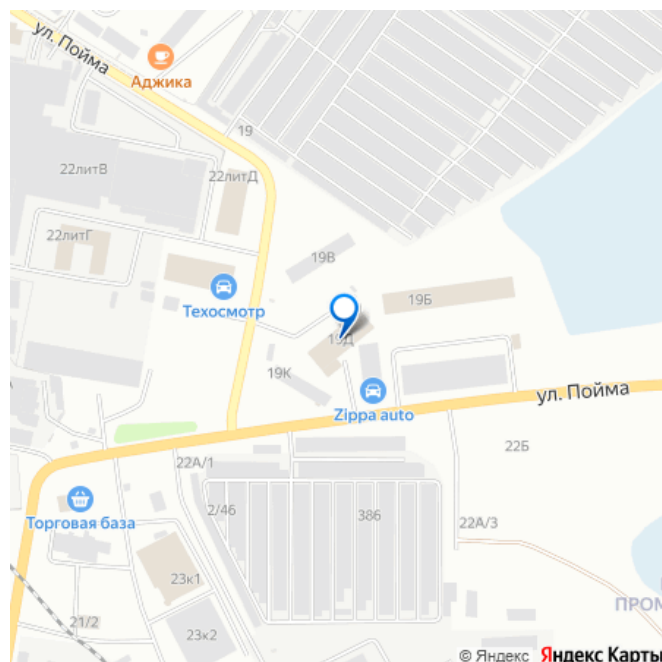 ул. Пойма
Аджика
19
22литВ
22литД
22литГ
19В
Техосмотр
19Б
19Д
19К
Zippa auto
ул. Пойма
22Б
22А/1
Торговая база
2/46
386
22А/3
23к1
21/2
23к2
ПРОМ
© Яндекс Яндекс Карты